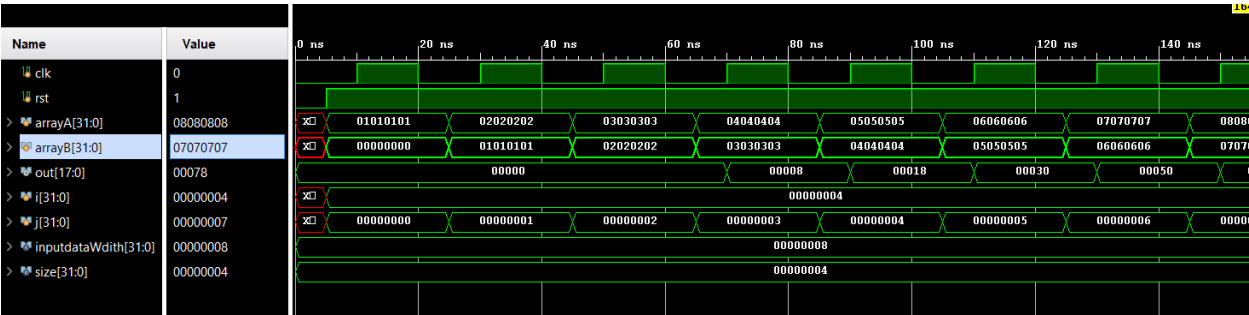 164
Name Value 0 ns 20 ns 40 ns 60 ns 80 ns 100 ns 120 ns 140 ns
clk 0
rst 1
arrayA[31:0] 08080808 X 01010101 02020202 03030303 04040404 05050505 06060606 07070707 0808
arrayB[31:0] 07070707 X 00000000 01010101 02020202 03030303 04040404 05050505 06060606 0707
out[17:0] 00078 00000 00008 00018 00030 00050
i[31:0] 00000004 X 00000004
j[31:0] 00000007 X 00000000 00000001 00000002 00000003 00000004 00000005 00000006 0000
inputdataWdith[31:0] 00000008 00000008
size[31:0] 00000004 00000004